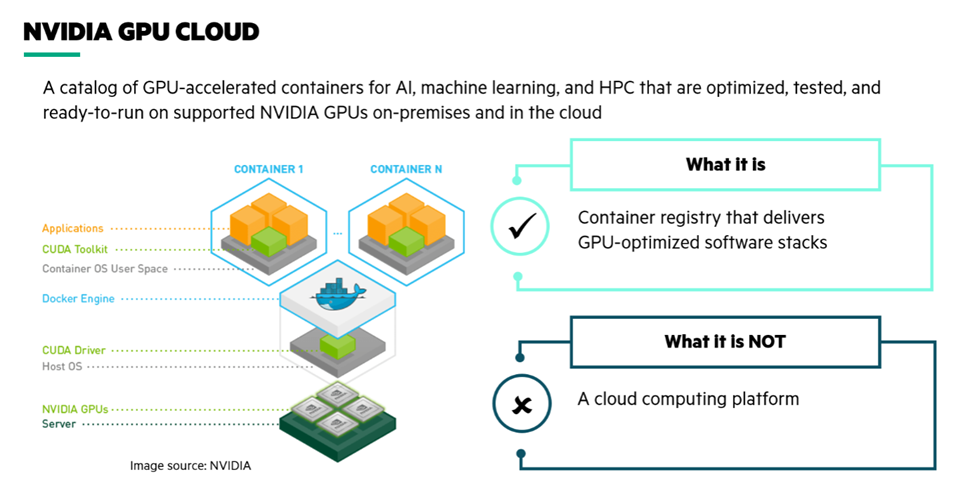 NVIDIA GPU CLOUD
A catalog of GPU-accelerated containers for AI, machine learning, and HPC that are optimized, tested, and
ready-to-run on supported NVIDIA GPUs on-premises and in the cloud
CONTAINER 1
CONTAINER N
...
Applications
CUDA Toolkit
Container OS User Space
Docker Engine
CUDA Driver
Host OS
NVIDIA GPUs
Server
Image source: NVIDIA
What it is
Container registry that delivers
GPU-optimized software stacks
What it is NOT
A cloud computing platform